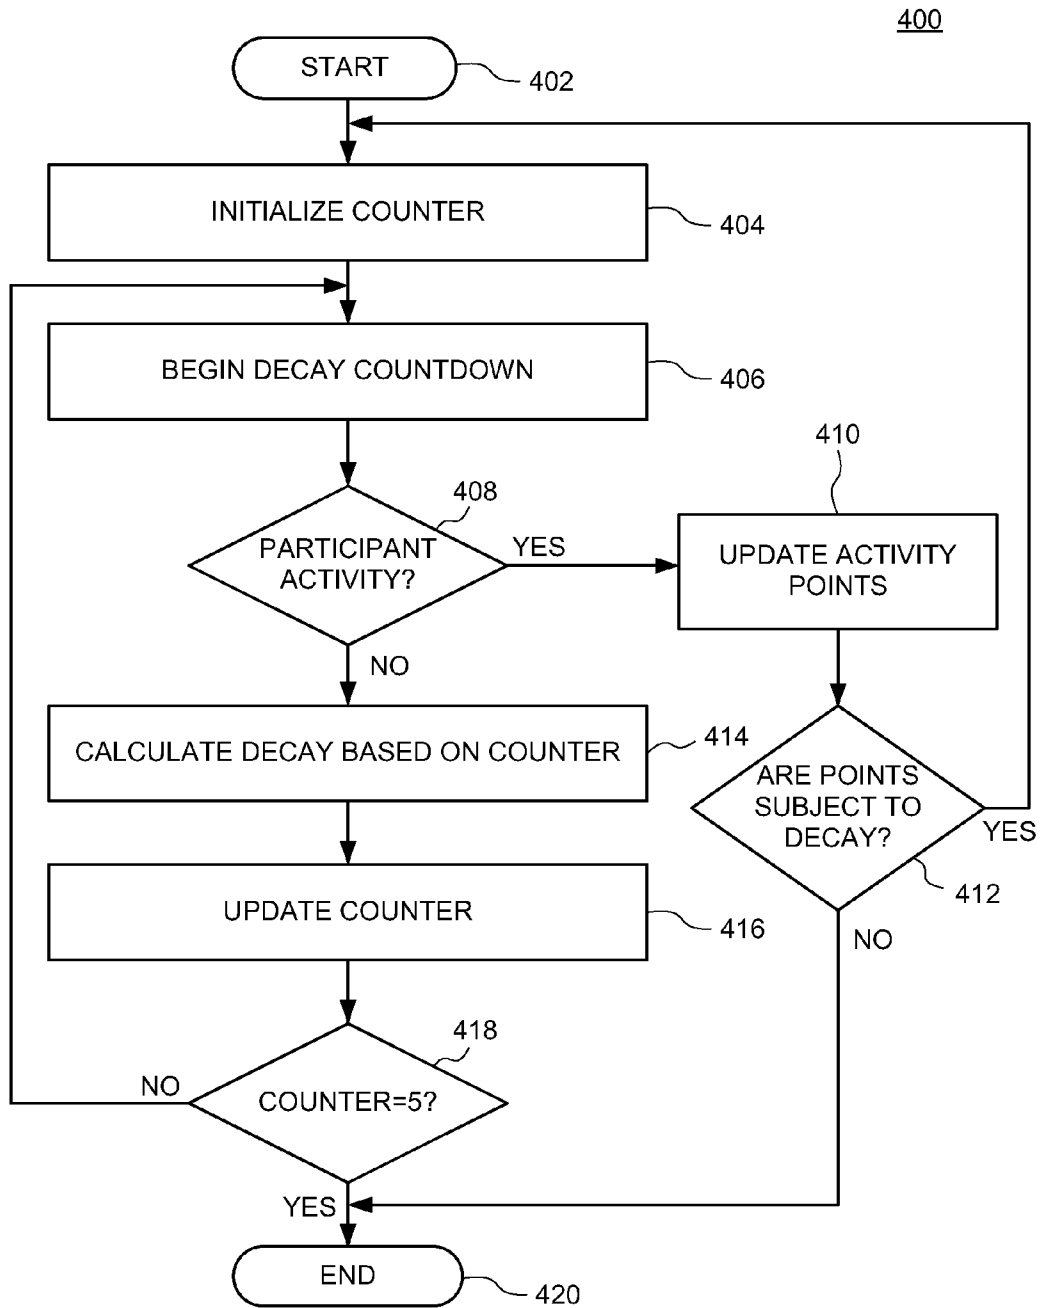 400
START
402
INITIALIZE COUNTER
404
BEGIN DECAY COUNTDOWN
406
410
408
PARTICIPANT
ACTIVITY?
YES
UPDATE ACTIVITY
POINTS
NO
CALCULATE DECAY BASED ON COUNTER
414
ARE POINTS
SUBJECT TO
DECAY?
YES
412
UPDATE COUNTER
416
NO
418
NO
COUNTER=5?
YES
END
420